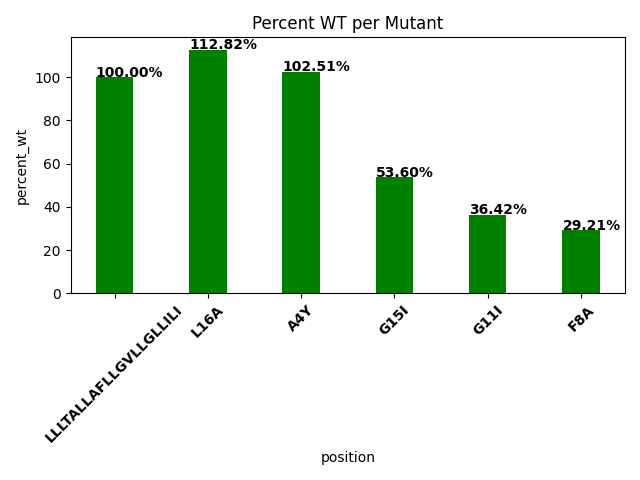 Percent WT per Mutant
percent_wt
100
80
60
40
20
0
100.00%
112.82%
102.51%
53.60%
36.42%
29.21%
LLLTALLAFLLGVLLGLLILI
L16A
A4Y
G15I
G11I
F8A
position